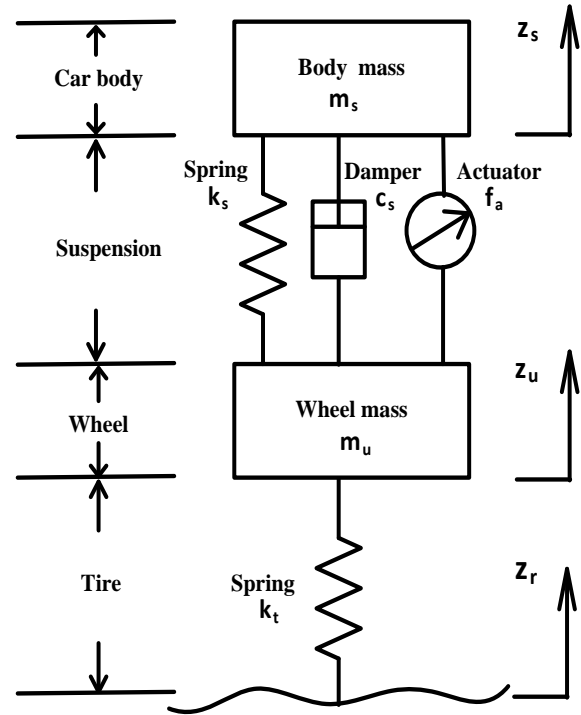 z_s
Car body
Body mass
m_s
Spring
k_s
Damper
c_s
Actuator
f_a
Suspension
z_u
Wheel
Wheel mass
m_u
z_r
Tire
Spring
k_t